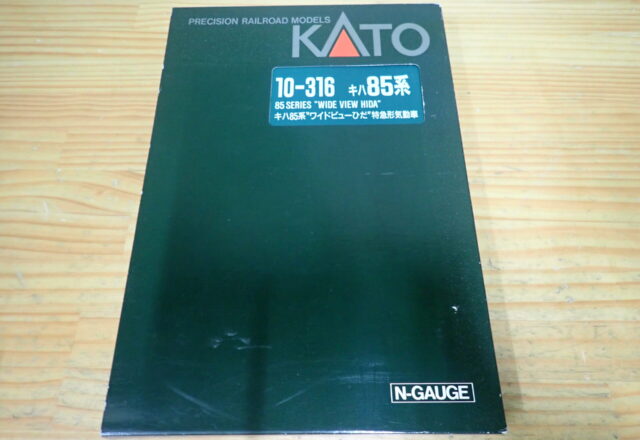 PRECISION RAILROAD MODELS
KATO
10-316 キハ85系
85 SERIES "WIDE VIEW HIDA"
キハ85系"ワイドビューひだ"特急形気動車
N-GAUGE